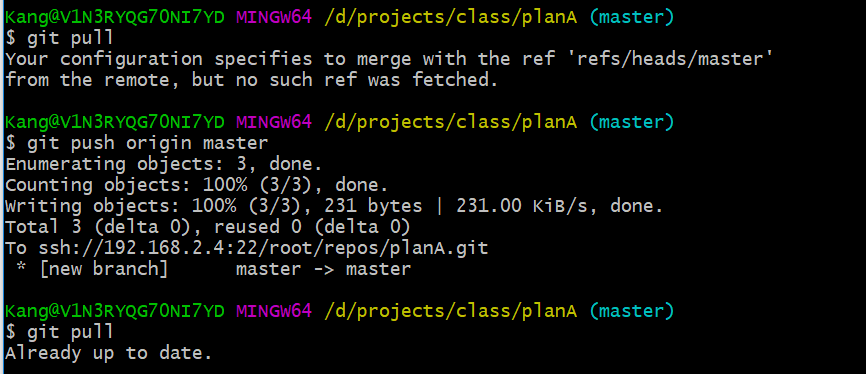 Kang@V1N3RYQG70NI7YD MINGW64 /d/projects/class/planA (master)
$ git pull
Your configuration specifies to merge with the ref 'refs/heads/master'
from the remote, but no such ref was fetched.
Kang@V1N3RYQG70NI7YD MINGW64 /d/projects/class/planA (master)
$ git push origin master
Enumerating objects: 3, done.
Counting objects: 100% (3/3), done.
Writing objects: 100% (3/3), 231 bytes | 231.00 KiB/s, done.
Total 3 (delta 0), reused 0 (delta 0)
To ssh://192.168.2.4:22/root/repos/planA.git
 * [new branch]      master -> master
Kang@V1N3RYQG70NI7YD MINGW64 /d/projects/class/planA (master)
$ git pull
Already up to date.